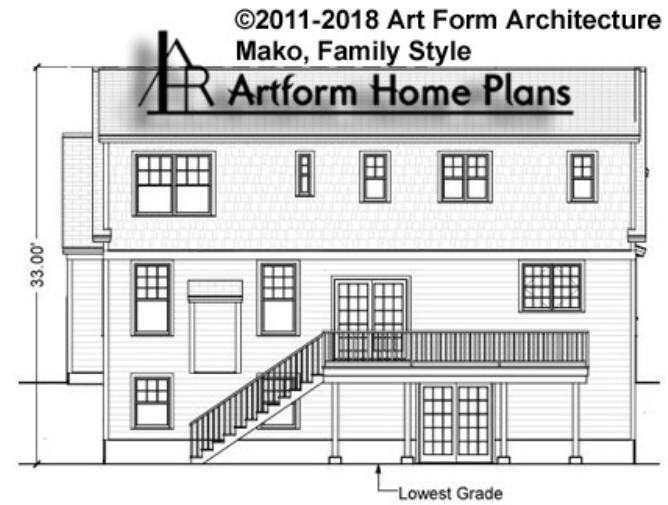 ©2011-2018 Art Form Architecture
Mako, Family Style
Artform Home Plans
33.00'
Lowest Grade